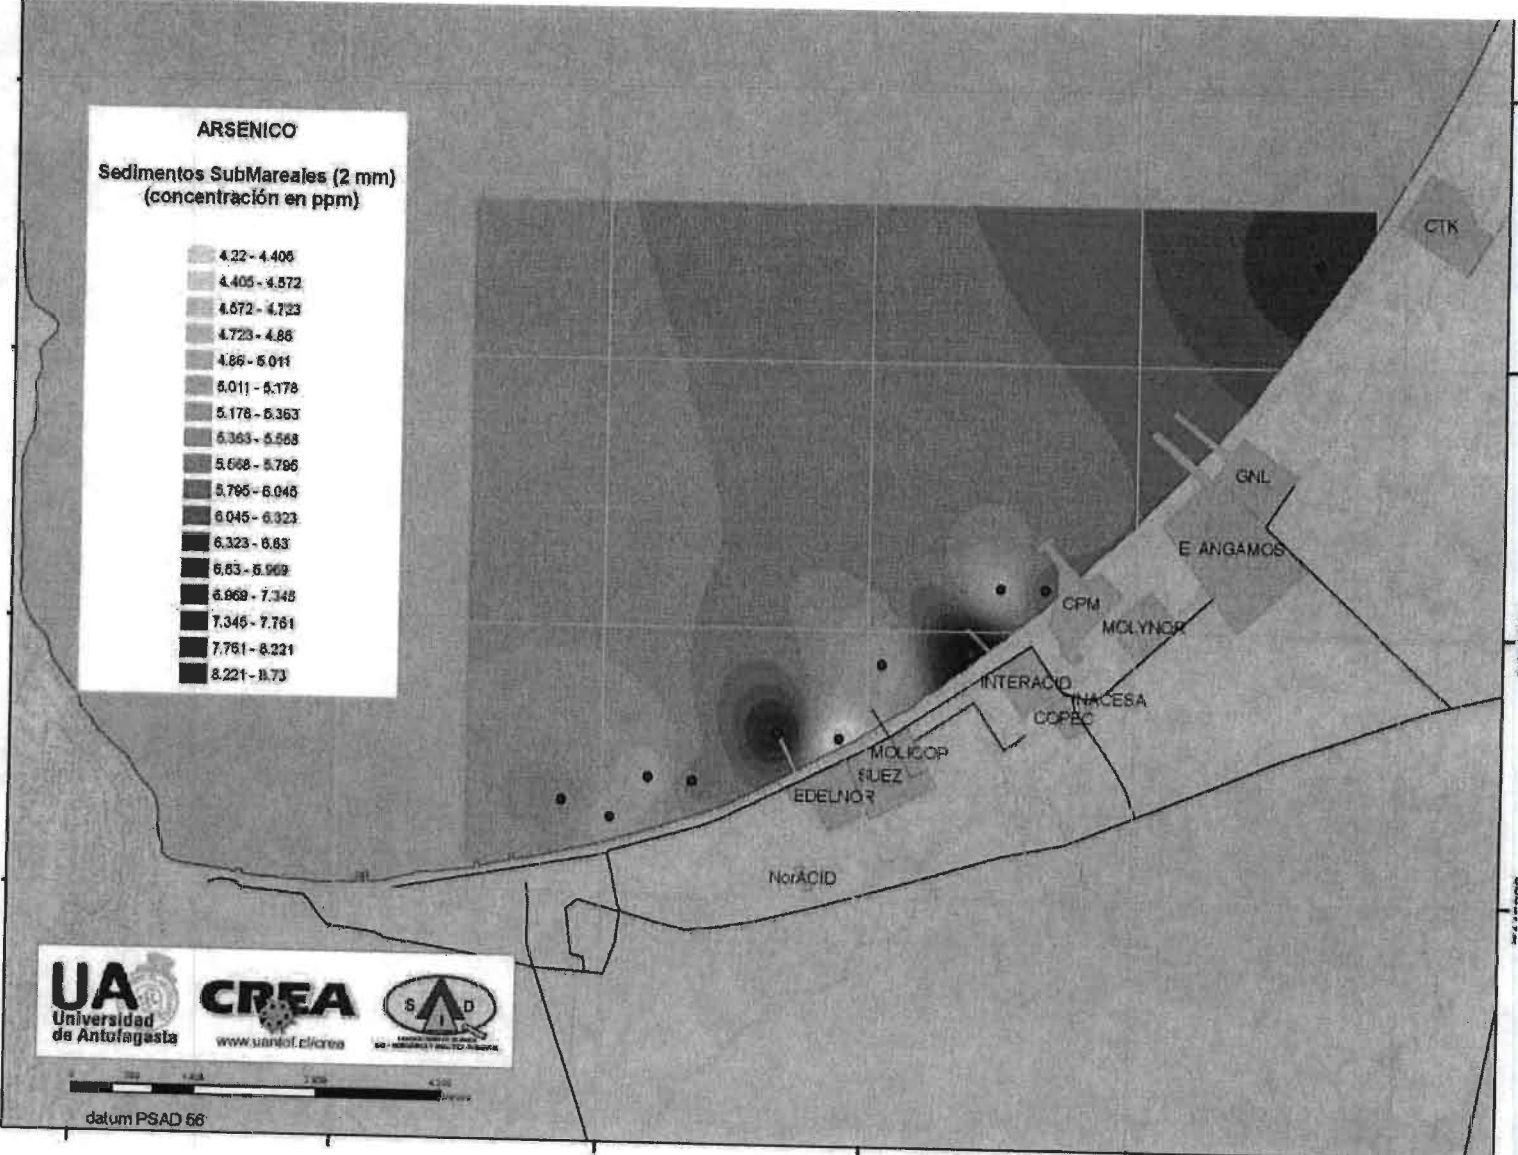 ARSENICO
Sedimentos SubMareales (2 mm)
(concentración en ppm)
4.22 - 4.406
4.405 - 4.572
4.572 - 4.723
4.723 - 4.86
4.86 - 5.011
5.011 - 5.178
5.178 - 5.363
5.363 - 5.568
5.568 - 5.795
5.795 - 6.045
6.045 - 6.323
6.323 - 6.63
6.63 - 6.969
6.969 - 7.345
7.345 - 7.761
7.761 - 8.221
8.221 - 8.73
CTK
GNL
E ANGAMOS
CPM
MOLYNOR
INTERACID
INACESA
COPEC
MOLICOP
SUEZ
EDELNOR
NorACID
UA
Universidad
de Antofagasta
CREA
www.uantof.cl/crea
S I D
datum PSAD 56